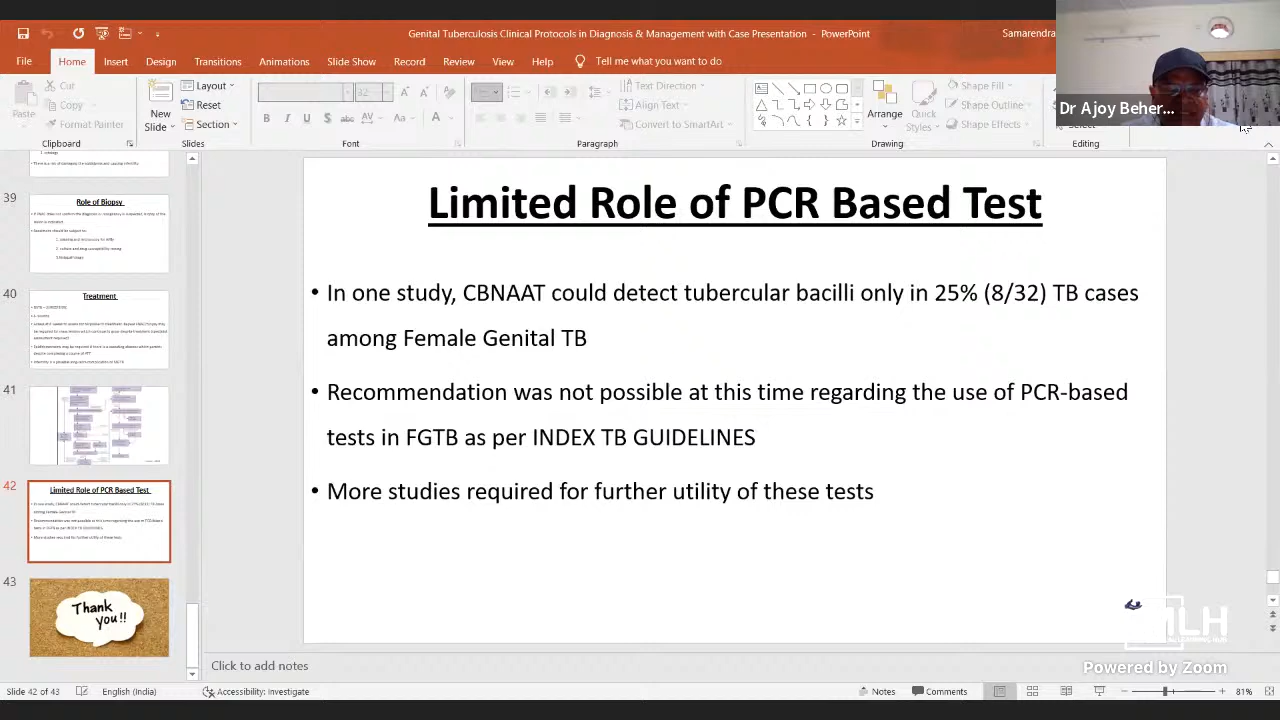 Genital Tuberculosis Clinical Protocols in Diagnosis & Management with Case Presentation - PowerPoint
Samarendra
File Home Insert Design Transitions Animations Slide Show Record Review View Help Tell me what you want to do
Cut
Copy
Paste
Format Painter
Clipboard
New Slide
Layout
Reset
Section
Slides
32
B I U S ab AV Aa A
Font
Text Direction
Align Text
Convert to SmartArt
Paragraph
Arrange
Quick Styles
Shape Fill
Shape Outline
Shape Effects
Drawing
Select
Editing
Dr Ajoy Beher...
39
Role of Biopsy
40
Treatment
41
42
Limited Role of PCR Based Test
43
Thank
you!!
Limited Role of PCR Based Test
• In one study, CBNAAT could detect tubercular bacilli only in 25% (8/32) TB cases
among Female Genital TB
• Recommendation was not possible at this time regarding the use of PCR-based
tests in FGTB as per INDEX TB GUIDELINES
• More studies required for further utility of these tests
MLH
Powered by Zoom
Click to add notes
Slide 42 of 43 English (India) Accessibility: Investigate Notes Comments 81%